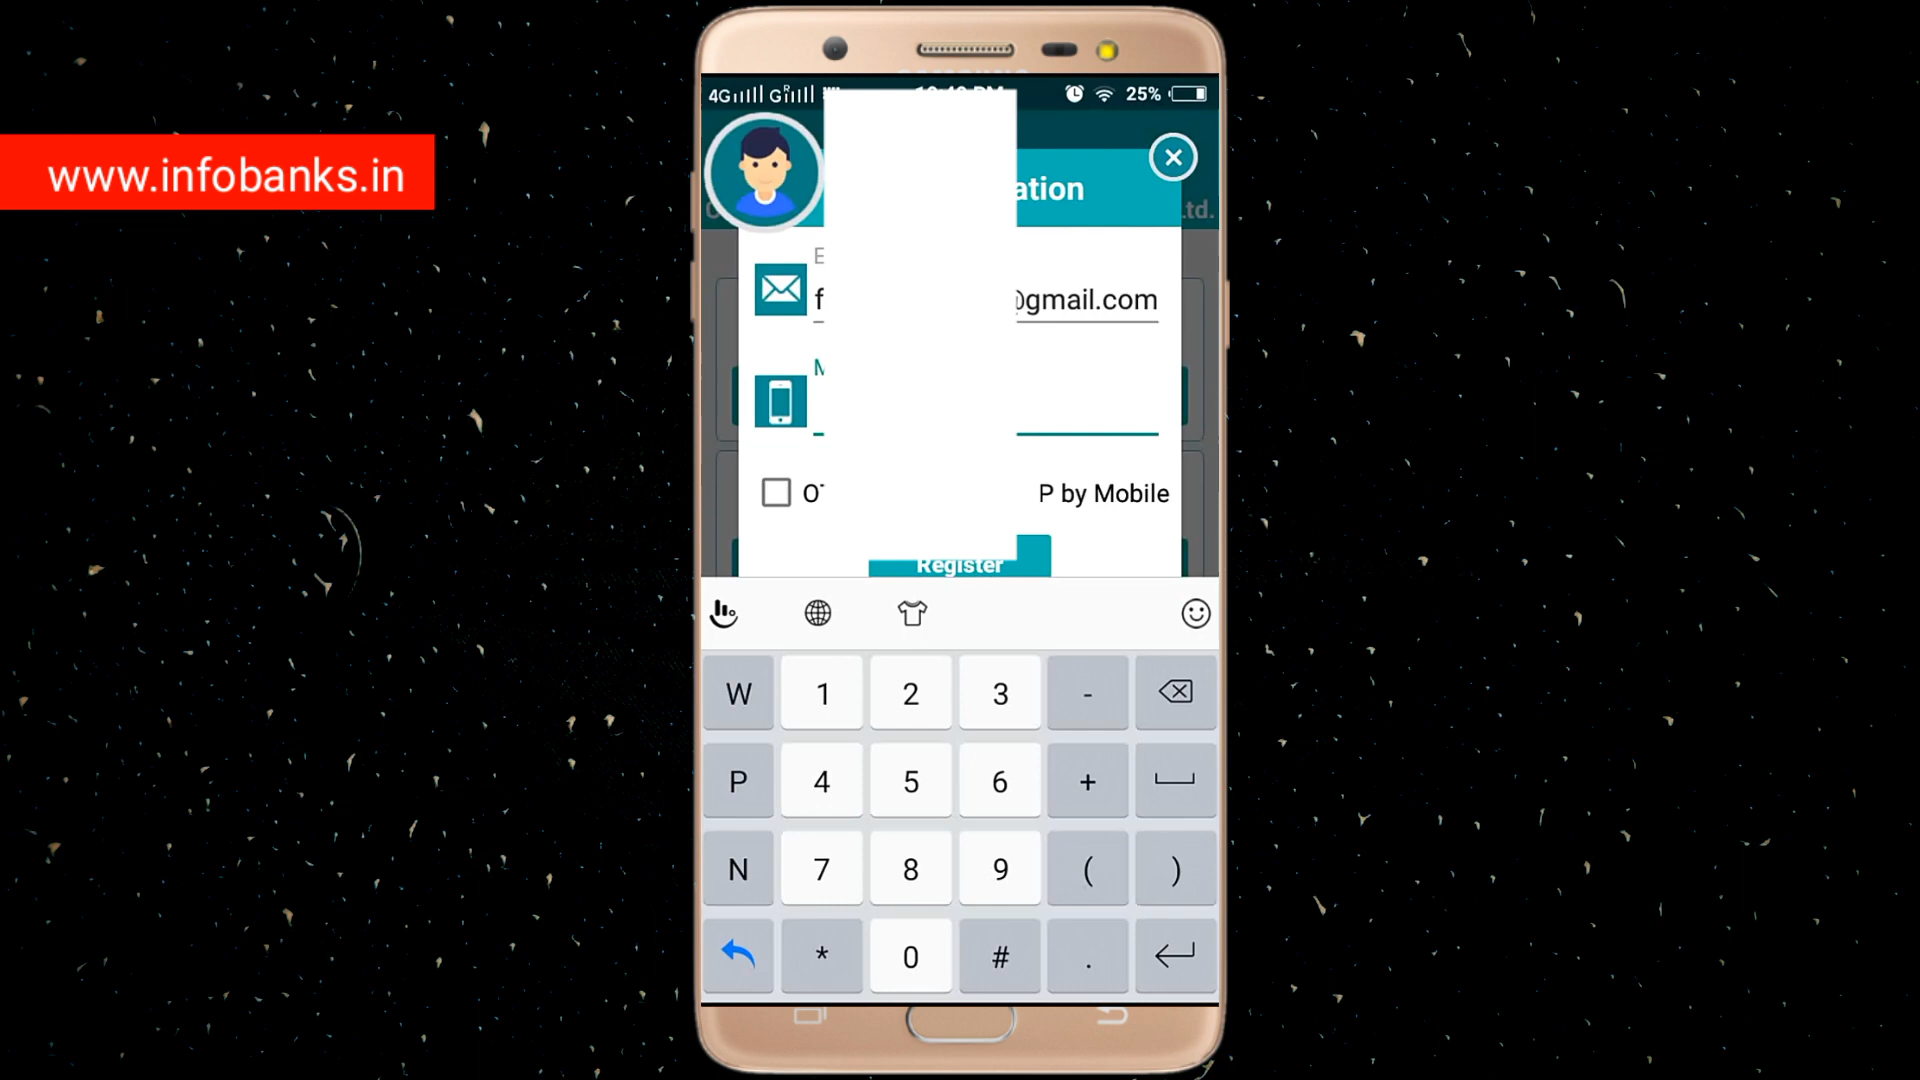 www.infobanks.in
4G G R 25%
ation
Ltd.
f @gmail.com
M
P by Mobile
Register
W 1 2 3 -
P 4 5 6 +
N 7 8 9 ( )
* 0 # .